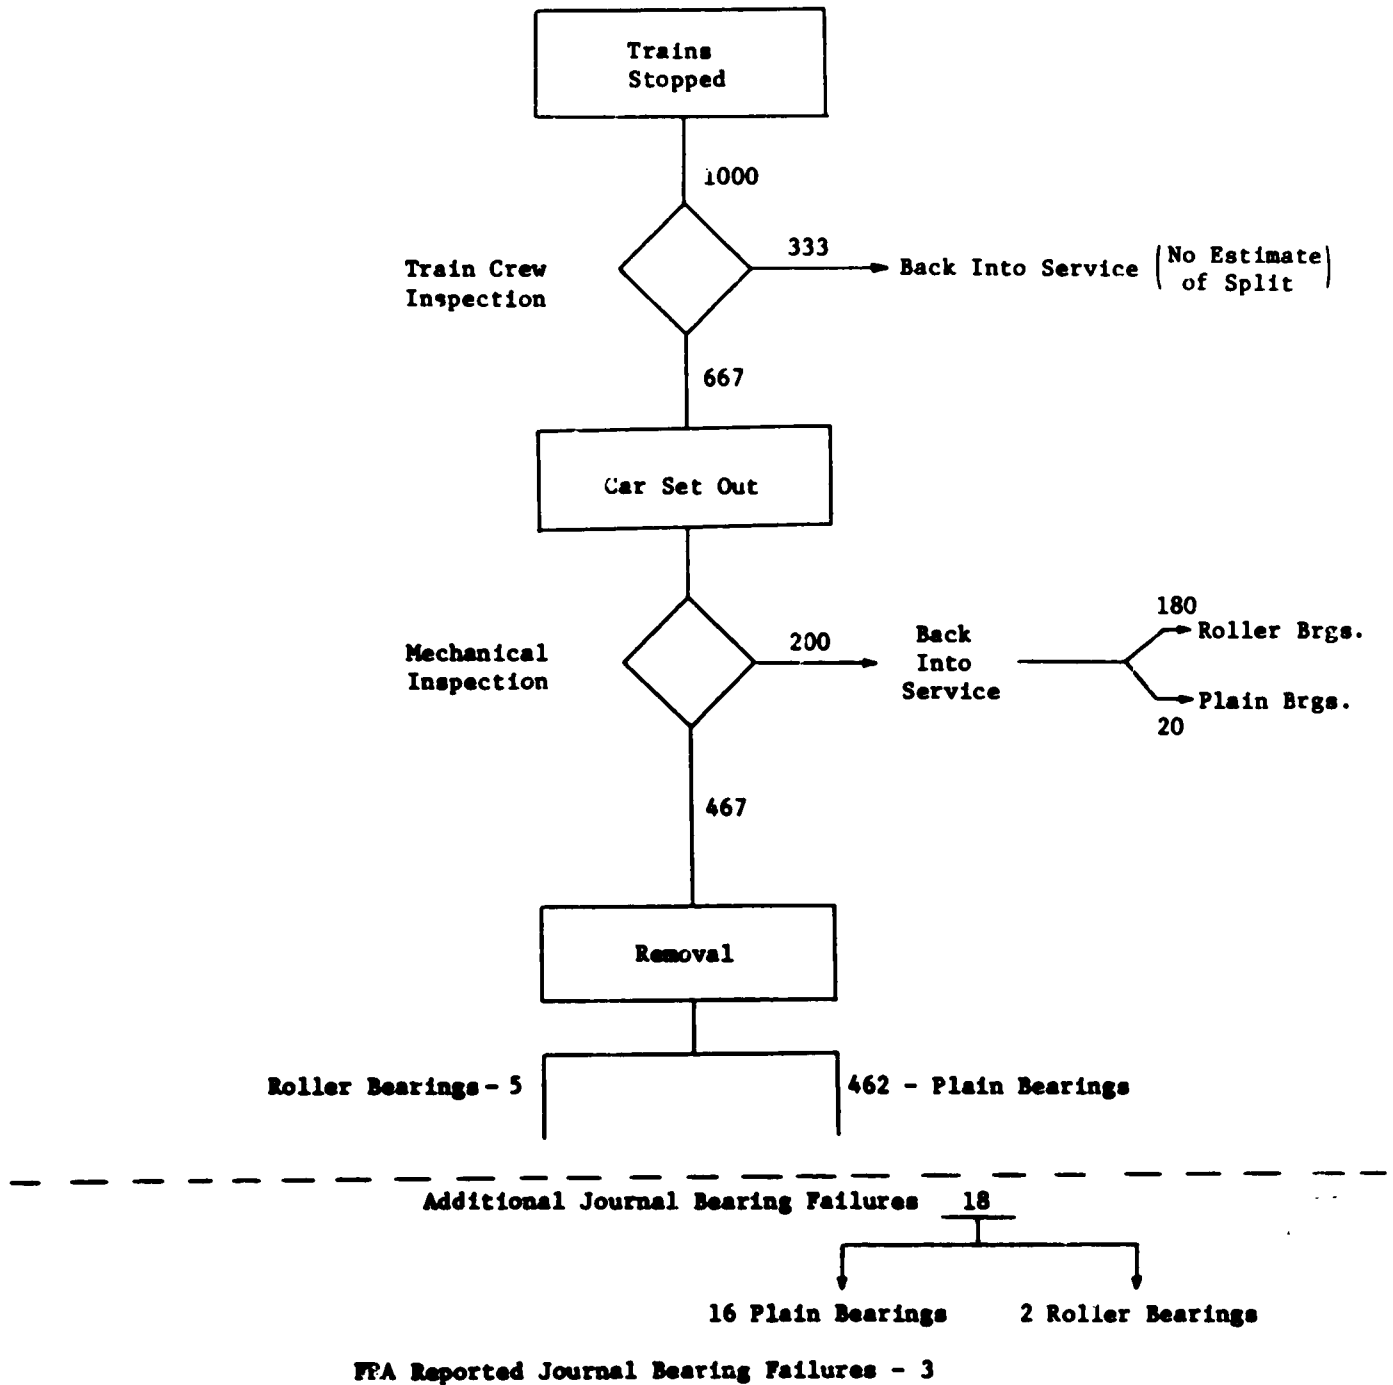 Trains
Stopped
1000
Train Crew
Inspection
333
Back Into Service (No Estimate
of Split)
667
Car Set Out
Mechanical
Inspection
200
Back
Into
Service
180
Roller Brgs.
Plain Brgs.
20
467
Removal
Roller Bearings - 5
462 - Plain Bearings
Additional Journal Bearing Failures 18
16 Plain Bearings
2 Roller Bearings
FRA Reported Journal Bearing Failures - 3